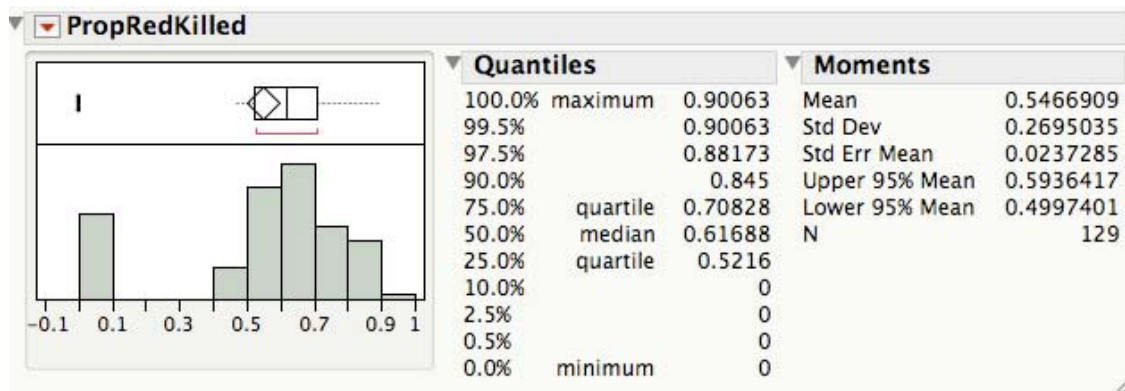 PropRedKilled
Quantiles
100.0% maximum 0.90063
99.5% 0.90063
97.5% 0.88173
90.0% 0.845
75.0% quartile 0.70828
50.0% median 0.61688
25.0% quartile 0.5216
10.0% 0
2.5% 0
0.5% 0
0.0% minimum 0
Moments
Mean 0.5466909
Std Dev 0.2695035
Std Err Mean 0.0237285
Upper 95% Mean 0.5936417
Lower 95% Mean 0.4997401
N 129
-0.1 0.1 0.3 0.5 0.7 0.9 1